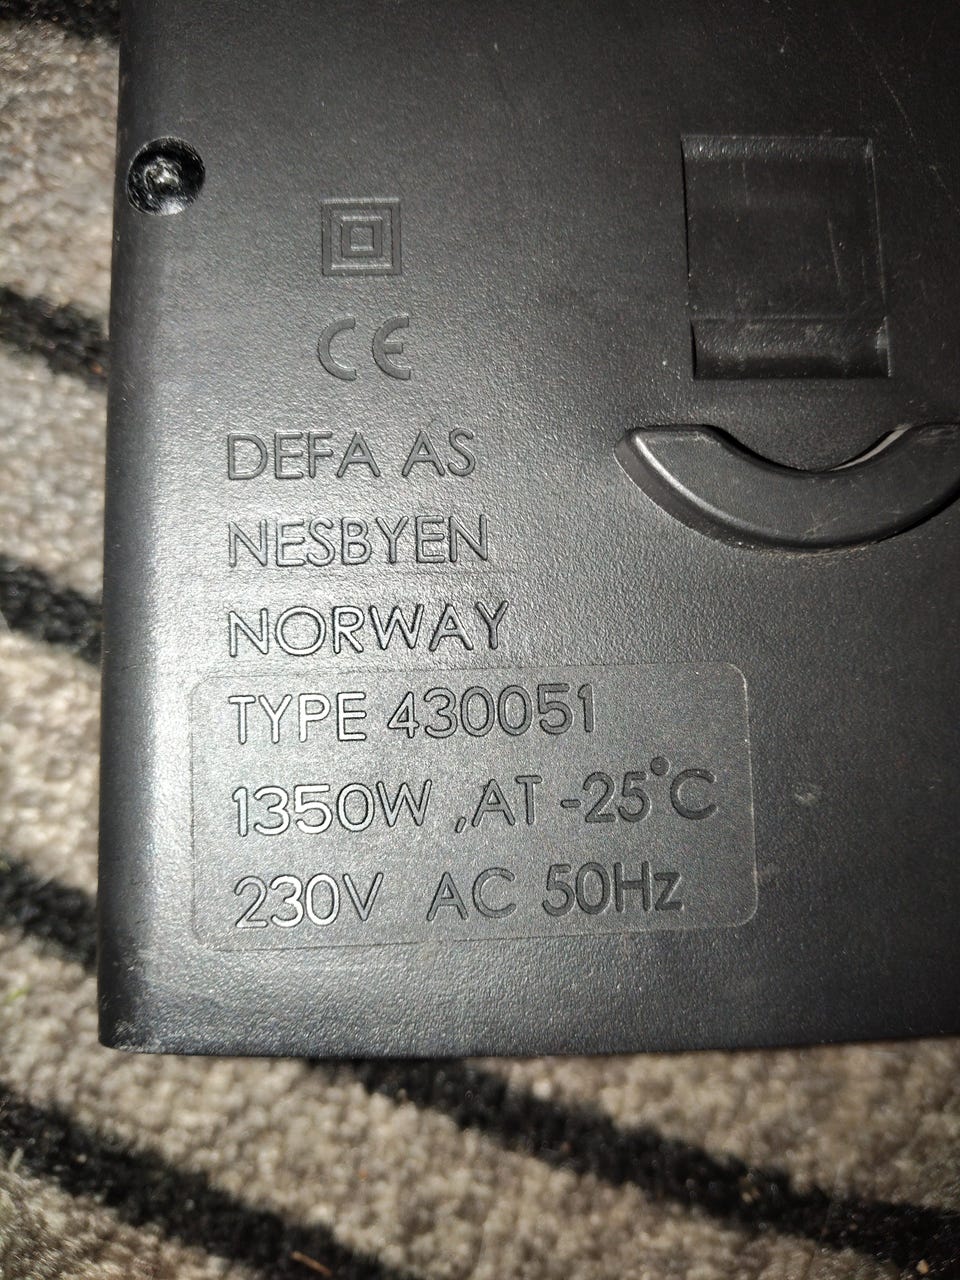 CE
DEFA AS
NESBYEN
NORWAY
TYPE 430051
1350W ,AT -25°C
230V AC 50Hz